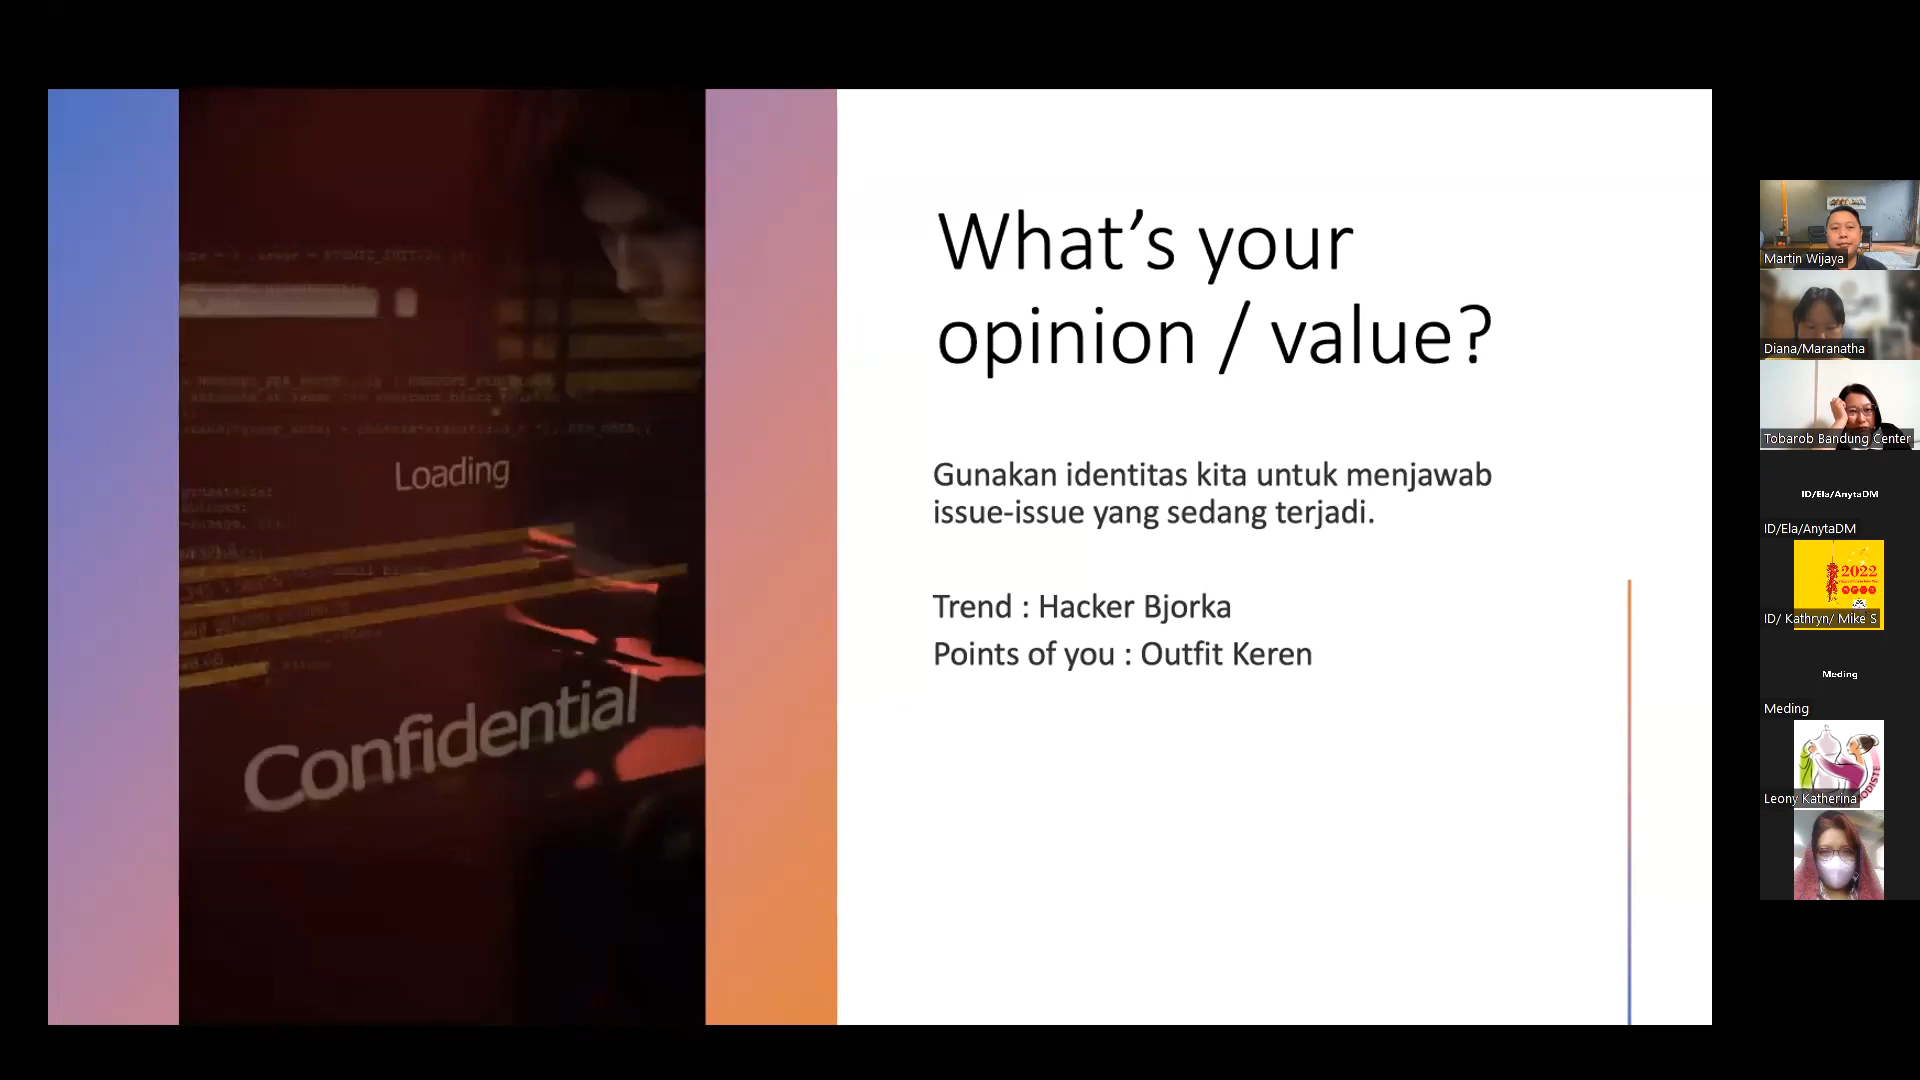 What's your
opinion / value?
Gunakan identitas kita untuk menjawab
issue-issue yang sedang terjadi.
Trend : Hacker Bjorka
Points of you : Outfit Keren
Loading
Confidential
Martin Wijaya
Diana/Maranatha
Tobarob Bandung Center
ID/Ela/AnytaDM
ID/Ela/AnytaDM
2022
ID/ Kathryn/ Mike S
Meding
Meding
Leony Katherina